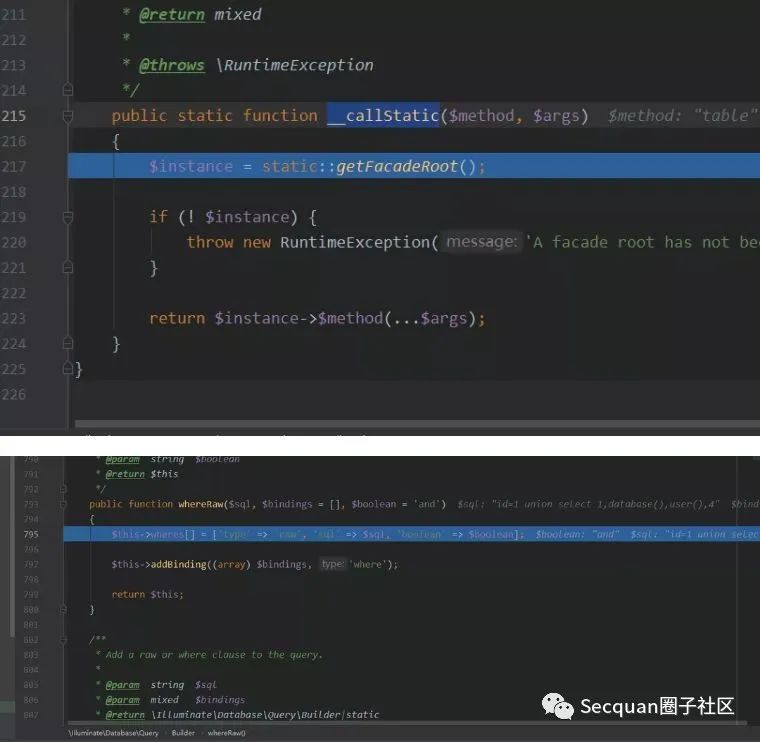 211 * @return mixed
212 *
213 * @throws \RuntimeException
214 */
215 public static function __callStatic($method, $args) $method: "table"
216 {
217 $instance = static::getFacadeRoot();
218
219 if (! $instance) {
220 throw new RuntimeException( message: 'A facade root has not bee
221 }
222
223 return $instance->$method(...$args);
224 }
225 }
226
790 * @param string $boolean
791 * @return $this
792 */
793 public function whereRaw($sql, $bindings = [], $boolean = 'and') $sql: "id=1 union select 1,database(),user(),4" $bind
794 {
795 $this->wheres[] = ['type' => 'raw', 'sql' => $sql, 'boolean' => $boolean]; $boolean: "and" $sql: "id=1 union selec
796
797 $this->addBinding((array) $bindings, type: 'where');
798
799 return $this;
800 }
801
802 /**
803 * Add a raw or where clause to the query.
804 *
805 * @param string $sql
806 * @param mixed $bindings
807 * @return \Illuminate\Database\Query\Builder|static
\Illuminate\Database\Query › Builder › whereRaw()
Secquan圈子社区